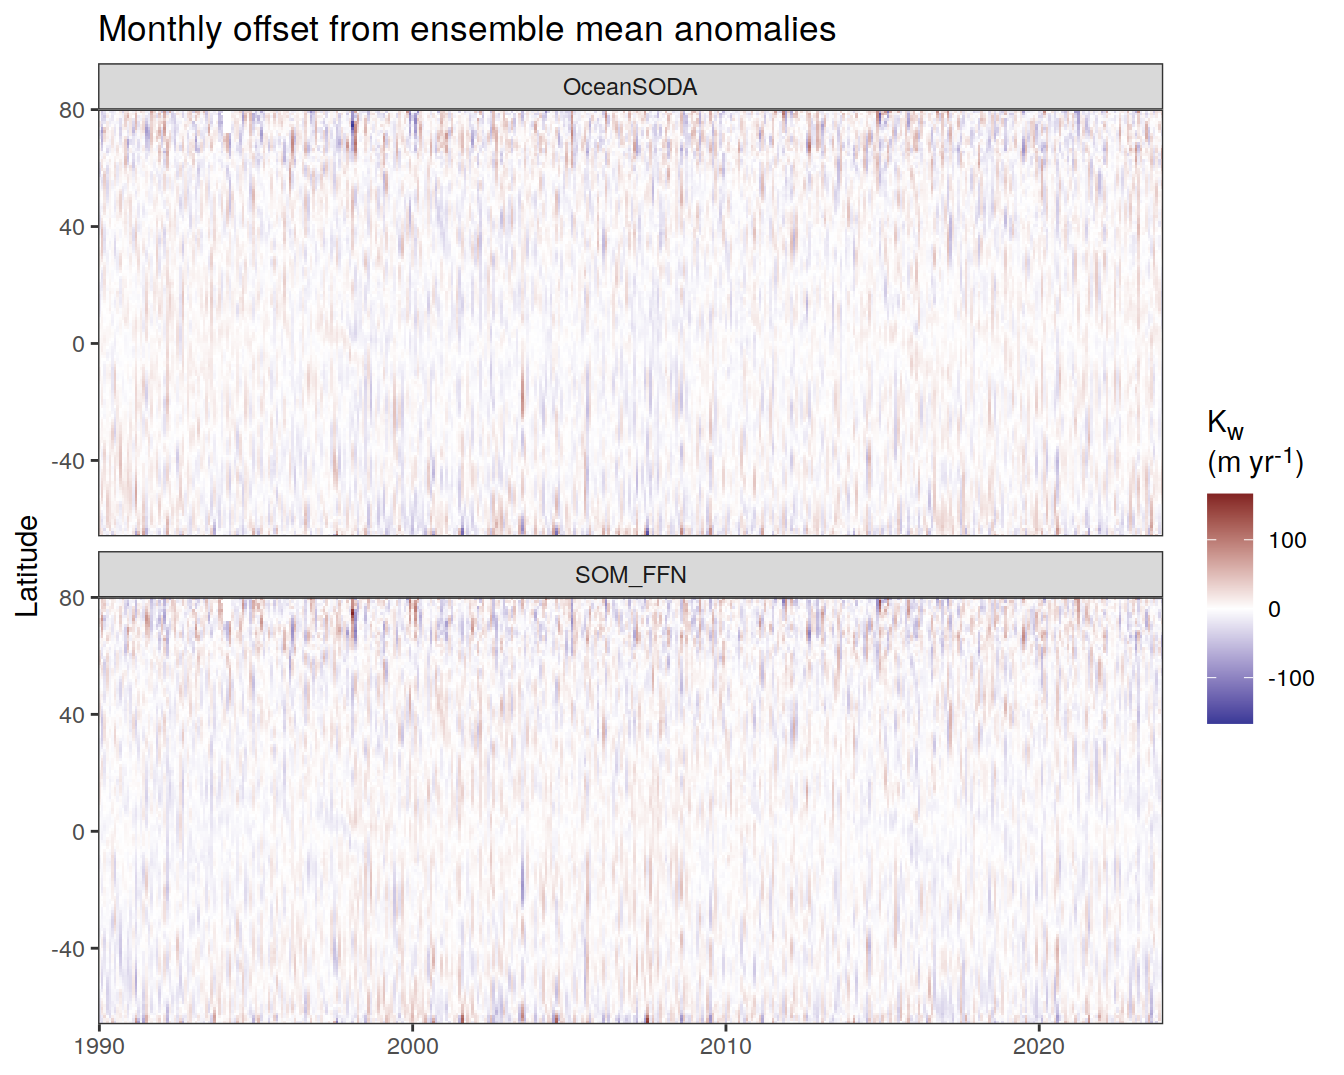 Monthly offset from ensemble mean anomalies
OceanSODA
80
40
0
-40
Latitude
SOM_FFN
80
40
0
-40
1990 2000 2010 2020
Kw
(m yr-1)
100
0
-100